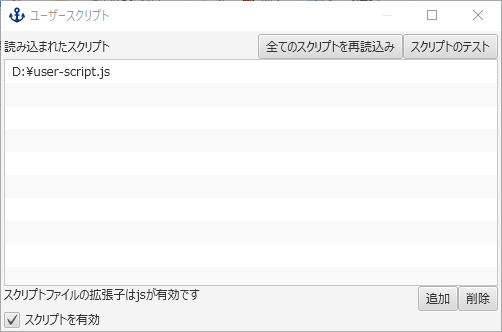 ユーザースクリプト
読み込まれたスクリプト
全てのスクリプトを再読込み
スクリプトのテスト
D:¥user-script.js
スクリプトファイルの拡張子はjsが有効です
追加
削除
スクリプトを有効